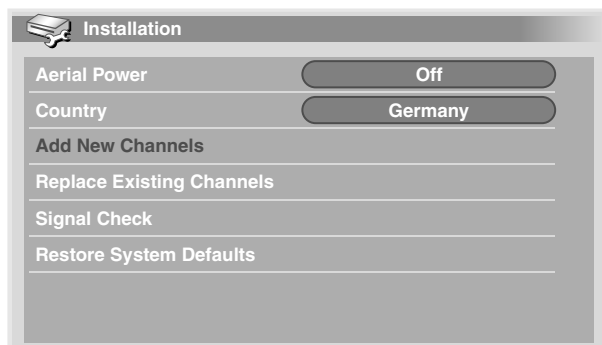 Installation
Aerial Power Off
Country Germany
Add New Channels
Replace Existing Channels
Signal Check
Restore System Defaults